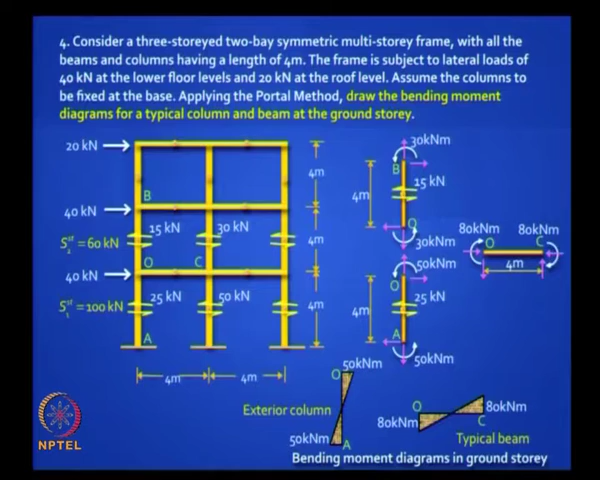 4. Consider a three-storeyed two-bay symmetric multi-storey frame, with all the
beams and columns having a length of 4m. The frame is subject to lateral loads of
40 kN at the lower floor levels and 20 kN at the roof level. Assume the columns to
be fixed at the base. Applying the Portal Method, draw the bending moment
diagrams for a typical column and beam at the ground storey.
20 kN
4m
B
40 kN
15 kN
30 kN
S₂ˢᵗ = 60 kN
4m
O
C
40 kN
25 kN
50 kN
S₁ˢᵗ = 100 kN
4m
A
4m
4m
30kNm
B
15 kN
4m
O
30kNm
50kNm
O
25 kN
4m
A
50kNm
80kNm
80kNm
O
C
4m
50kNm
O
Exterior column
50kNm
A
O
80kNm
80kNm
C
Typical beam
Bending moment diagrams in ground storey
NPTEL